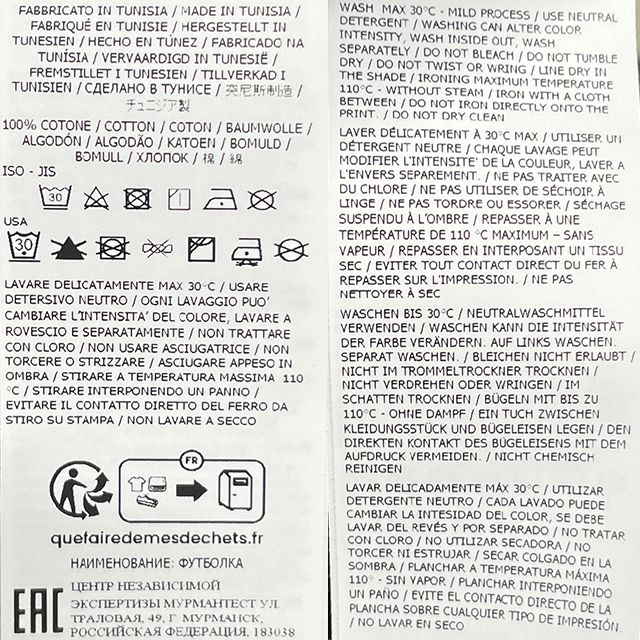 FABBRICATO IN TUNISIA / MADE IN TUNISIA /
FABRIQUÉ EN TUNISIE / HERGESTELLT IN
TUNESIEN / HECHO EN TÚNEZ / FABRICADO NA
TUNÍSIA / VERVAARDIGD IN TUNESIË /
FREMSTILLET I TUNESIEN / TILLVERKAD I
TUNISIEN / СДЕЛАНО В ТУНИСЕ / 突尼斯制造 /
チュニジア製
100% COTONE / COTTON / COTON / BAUMWOLLE /
ALGODÓN / ALGODÃO / KATOEN / BOMULD /
BOMULL / ХЛОПОК / 棉 / 綿
ISO - JIS
30
USA
30
LAVARE DELICATAMENTE MAX 30°C / USARE
DETERSIVO NEUTRO / OGNI LAVAGGIO PUO'
CAMBIARE L'INTENSITA' DEL COLORE, LAVARE A
ROVESCIO E SEPARATAMENTE / NON TRATTARE
CON CLORO / NON USARE ASCIUGATRICE / NON
TORCERE O STRIZZARE / ASCIUGARE APPESO IN
OMBRA / STIRARE A TEMPERATURA MASSIMA 110
°C / STIRARE INTERPONENDO UN PANNO /
EVITARE IL CONTATTO DIRETTO DEL FERRO DA
STIRO SU STAMPA / NON LAVARE A SECCO
FR
quefairedemesdechets.fr
НАИМЕНОВАНИЕ: ФУТБОЛКА
EAC
ЦЕНТР НЕЗАВИСИМОЙ
ЭКСПЕРТИЗЫ МУРМАНТЕСТ УЛ.
ТРАЛОВАЯ, 49, Г МУРМАНСК,
РОССИЙСКАЯ ФЕДЕРАЦИЯ, 183038
WASH MAX 30°C - MILD PROCESS / USE NEUTRAL
DETERGENT / WASHING CAN ALTER COLOR
INTENSITY, WASH INSIDE OUT, WASH
SEPARATELY / DO NOT BLEACH / DO NOT TUMBLE
DRY / DO NOT TWIST OR WRING / LINE DRY IN
THE SHADE / IRONING MAXIMUM TEMPERATURE
110°C - WITHOUT STEAM / IRON WITH A CLOTH
BETWEEN / DO NOT IRON DIRECTLY ONTO THE
PRINT. / DO NOT DRY CLEAN
LAVER DÉLICATEMENT À 30°C MAX / UTILISER UN
DÉTERGENT NEUTRE / CHAQUE LAVAGE PEUT
MODIFIER L'INTENSITE' DE LA COULEUR, LAVER A
L'ENVERS SEPAREMENT. / NE PAS TRAITER AVEC
DU CHLORE / NE PAS UTILISER DE SÉCHOIR À
LINGE / NE PAS TORDRE OU ESSORER / SÉCHAGE
SUSPENDU À L'OMBRE / REPASSER À UNE
TEMPÉRATURE DE 110 °C MAXIMUM – SANS
VAPEUR / REPASSER EN INTERPOSANT UN TISSU
SEC / EVITER TOUT CONTACT DIRECT DU FER À
REPASSER SUR L'IMPRESSION. / NE PAS
NETTOYER À SEC
WASCHEN BIS 30°C / NEUTRALWASCHMITTEL
VERWENDEN / WASCHEN KANN DIE INTENSITÄT
DER FARBE VERÄNDERN. AUF LINKS WASCHEN.
SEPARAT WASCHEN. / BLEICHEN NICHT ERLAUBT /
NICHT IM TROMMELTROCKNER TROCKNEN /
NICHT VERDREHEN ODER WRINGEN / IM
SCHATTEN TROCKNEN / BÜGELN MIT BIS ZU
110°C - OHNE DAMPF / EIN TUCH ZWISCHEN
KLEIDUNGSSTÜCK UND BÜGELEISEN LEGEN / DEN
DIREKTEN KONTAKT DES BÜGELEISENS MIT DEM
AUFDRUCK VERMEIDEN. / NICHT CHEMISCH
REINIGEN
LAVAR DELICADAMENTE MÁX 30°C / UTILIZAR
DETERGENTE NEUTRO / CADA LAVADO PUEDE
CAMBIAR LA INTESIDAD DEL COLOR, SE DEBE
LAVAR DEL REVÉS Y POR SEPARADO / NO TRATAR
CON CLORO / NO UTILIZAR SECADORA / NO
TORCER NI ESTRUJAR / SECAR COLGADO EN LA
SOMBRA / PLANCHAR A TEMPERATURA MÁXIMA
110° - SIN VAPOR / PLANCHAR INTERPONIENDO
UN PAÑO / EVITE EL CONTACTO DIRECTO DE LA
PLANCHA SOBRE CUALQUIER TIPO DE IMPRESIÓN.
/ NO LAVAR EN SECO